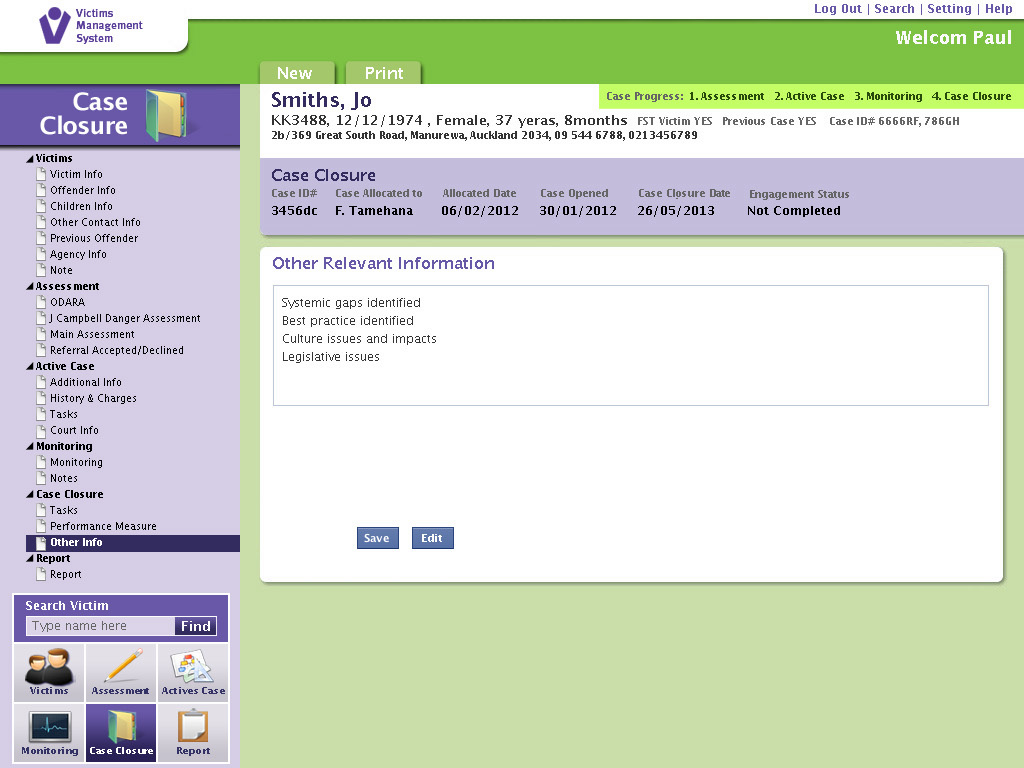 Victims
Management
System
Log Out | Search | Setting | Help
Welcom Paul
New
Print
Case
Closure
Smiths, Jo
KK3488, 12/12/1974 , Female, 37 yeras, 8months FST Victim YES Previous Case YES Case ID# 6666RF, 786GH
2b/369 Great South Road, Manurewa, Auckland 2034, 09 544 6788, 0213456789
Case Progress: 1. Assessment 2. Active Case 3. Monitoring 4. Case Closure
Case Closure
Case ID# Case Allocated to Allocated Date Case Opened Case Closure Date Engagement Status
3456dc F. Tamehana 06/02/2012 30/01/2012 26/05/2013 Not Completed
Victims
Victim Info
Offender Info
Children Info
Other Contact Info
Previous Offender
Agency Info
Note
Assessment
ODARA
J Campbell Danger Assessment
Main Assessment
Referral Accepted/Declined
Active Case
Additional Info
History & Charges
Tasks
Court Info
Monitoring
Monitoring
Notes
Case Closure
Tasks
Performance Measure
Other Info
Report
Report
Other Relevant Information
Systemic gaps identified
Best practice identified
Culture issues and impacts
Legislative issues
Save
Edit
Search Victim
Type name here
Find
Victims
Assessment
Actives Case
Monitoring
Case Closure
Report